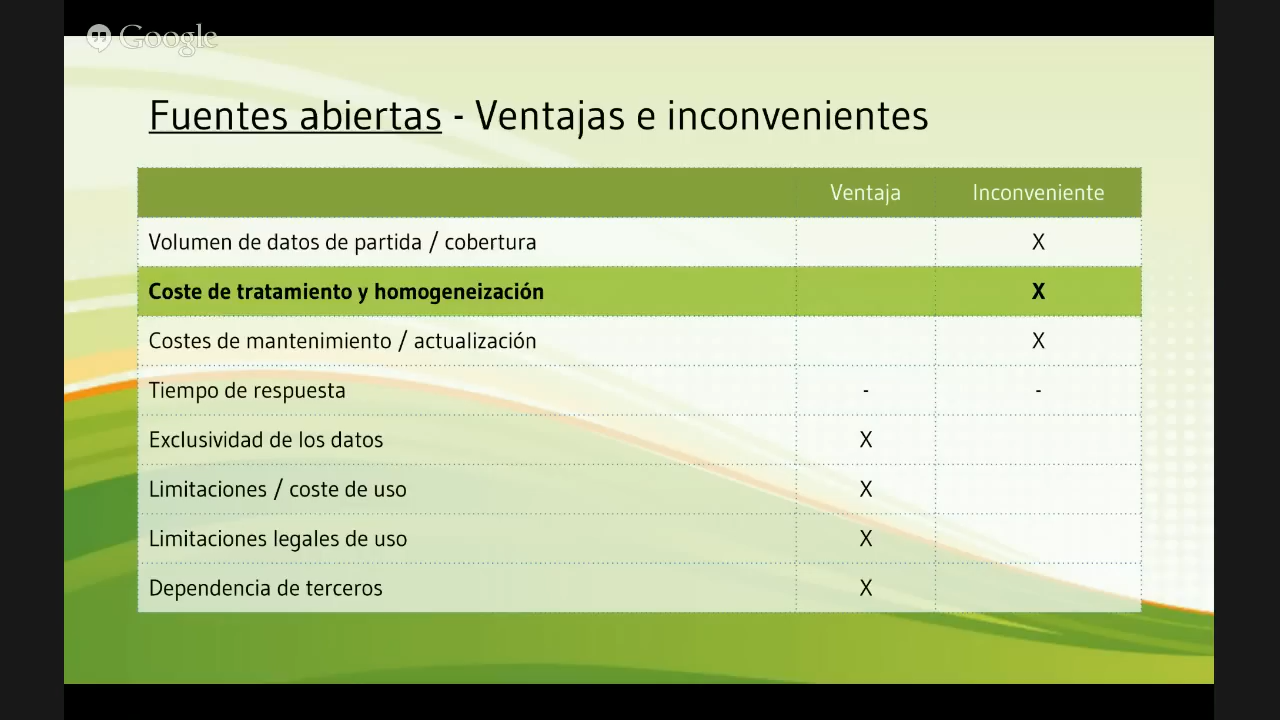 Google
Fuentes abiertas - Ventajas e inconvenientes
Ventaja Inconveniente
Volumen de datos de partida / cobertura X
Coste de tratamiento y homogeneización X
Costes de mantenimiento / actualización X
Tiempo de respuesta - -
Exclusividad de los datos X
Limitaciones / coste de uso X
Limitaciones legales de uso X
Dependencia de terceros X